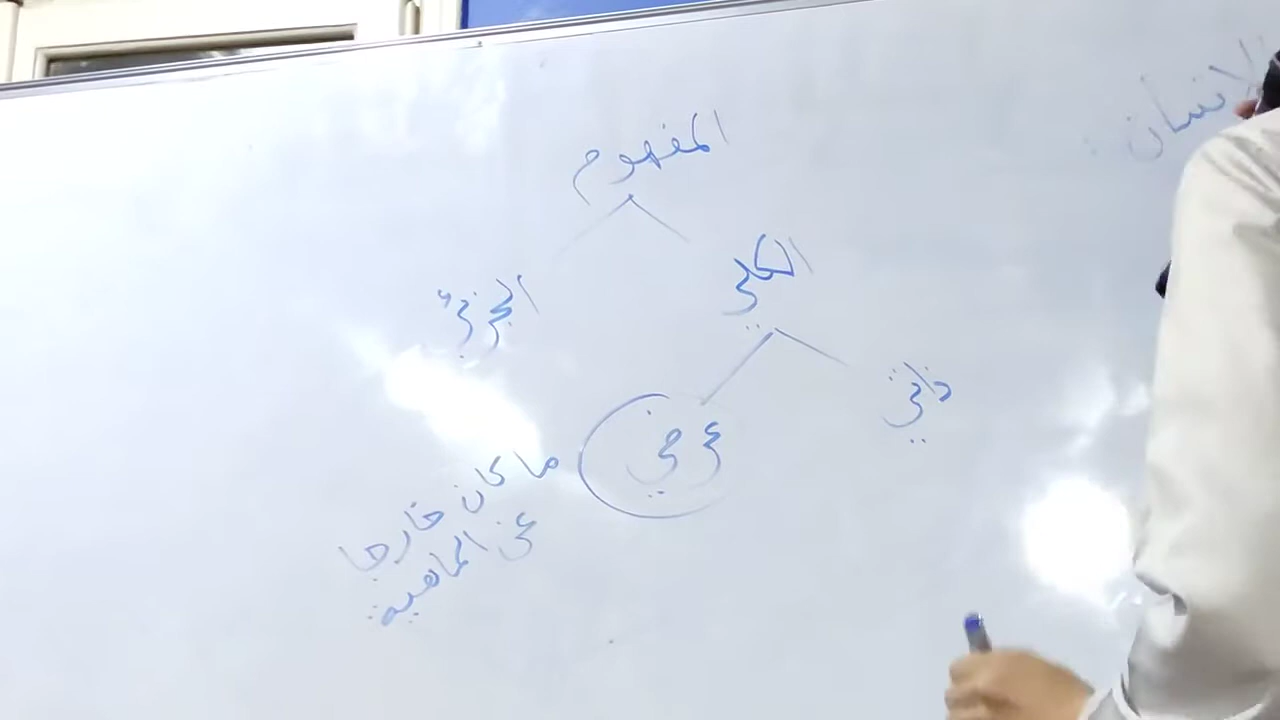 المفهوم
الانسان
الكلي
الجزئي
ذاتي
عرضي
ما كان خارجا
عن الماهية